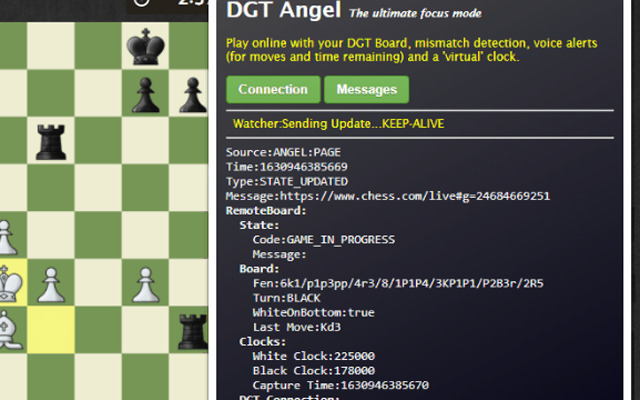 DGT Angel The ultimate focus mode
Play online with your DGT Board, mismatch detection, voice alerts
(for moves and time remaining) and a 'virtual' clock.
Connection Messages
Watcher:Sending Update...KEEP-ALIVE
Source:ANGEL:PAGE
Time:1630946385669
Type:STATE_UPDATED
Message:https://www.chess.com/live#g=24684669251
RemoteBoard:
State:
Code:GAME_IN_PROGRESS
Message:
Board:
Fen:6k1/p1p3pp/4r3/8/1P1P4/3KP1P1/P2B3r/2R5
Turn:BLACK
WhiteOnBottom:true
Last Move:Kd3
Clocks:
White Clock:225000
Black Clock:178000
Capture Time:1630946385670
DGT Connection: